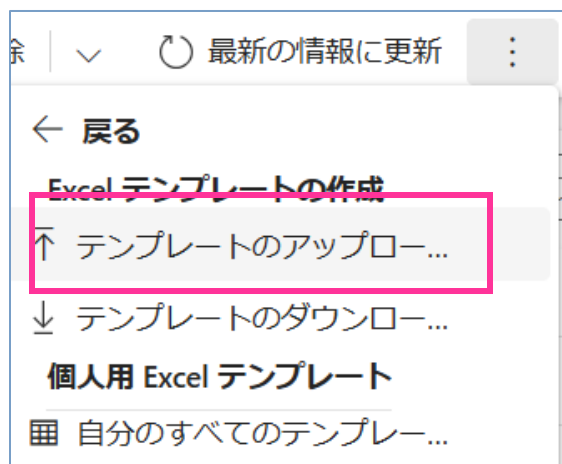 除 最新の情報に更新
戻る
Excel テンプレートの作成
テンプレートのアップロー...
テンプレートのダウンロー...
個人用 Excel テンプレート
自分のすべてのテンプレー...